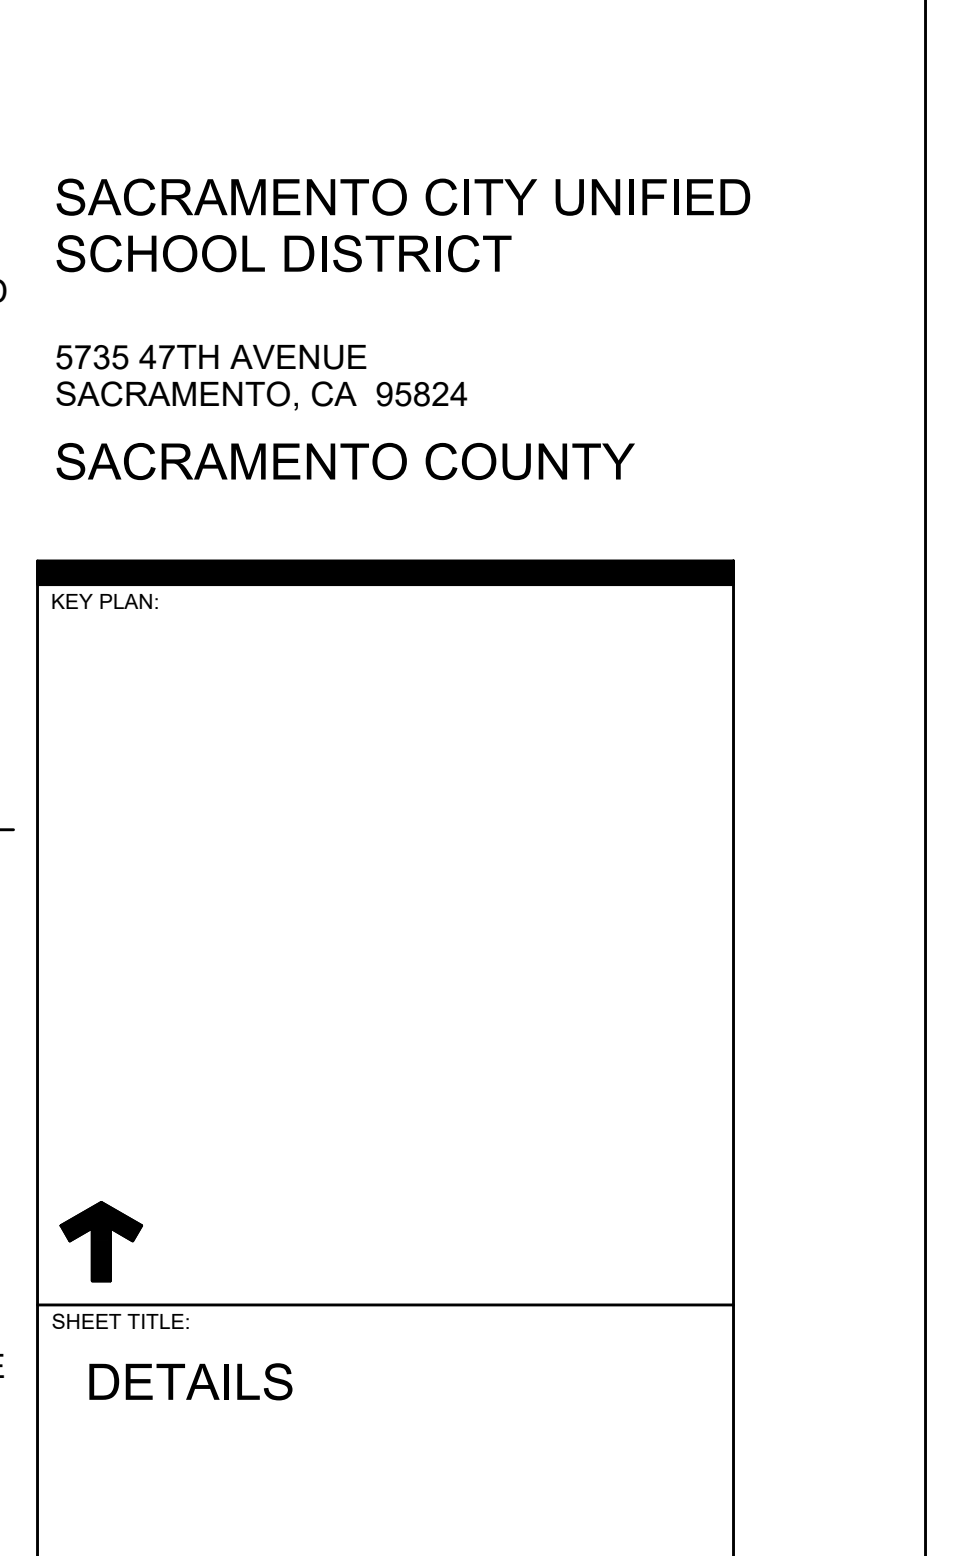 SACRAMENTO CITY UNIFIED
SCHOOL DISTRICT
5735 47TH AVENUE
SACRAMENTO, CA  95824
SACRAMENTO COUNTY
KEY PLAN:
SHEET TITLE:
DETAILS